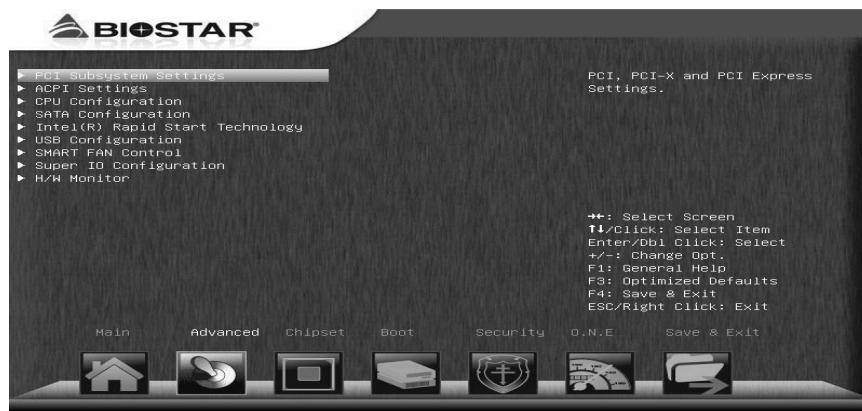 BIOSTAR®
► PCI Subsystem Settings
► ACPI Settings
► CPU Configuration
► SATA Configuration
► Intel(R) Rapid Start Technology
► USB Configuration
► SMART FAN Control
► Super IO Configuration
► H/W Monitor
PCI, PCI-X and PCI Express
Settings.
→←: Select Screen
↑↓/Click: Select Item
Enter/Dbl Click: Select
+/-: Change Opt.
F1: General Help
F3: Optimized Defaults
F4: Save & Exit
ESC/Right Click: Exit
Main Advanced Chipset Boot Security O.N.E Save & Exit